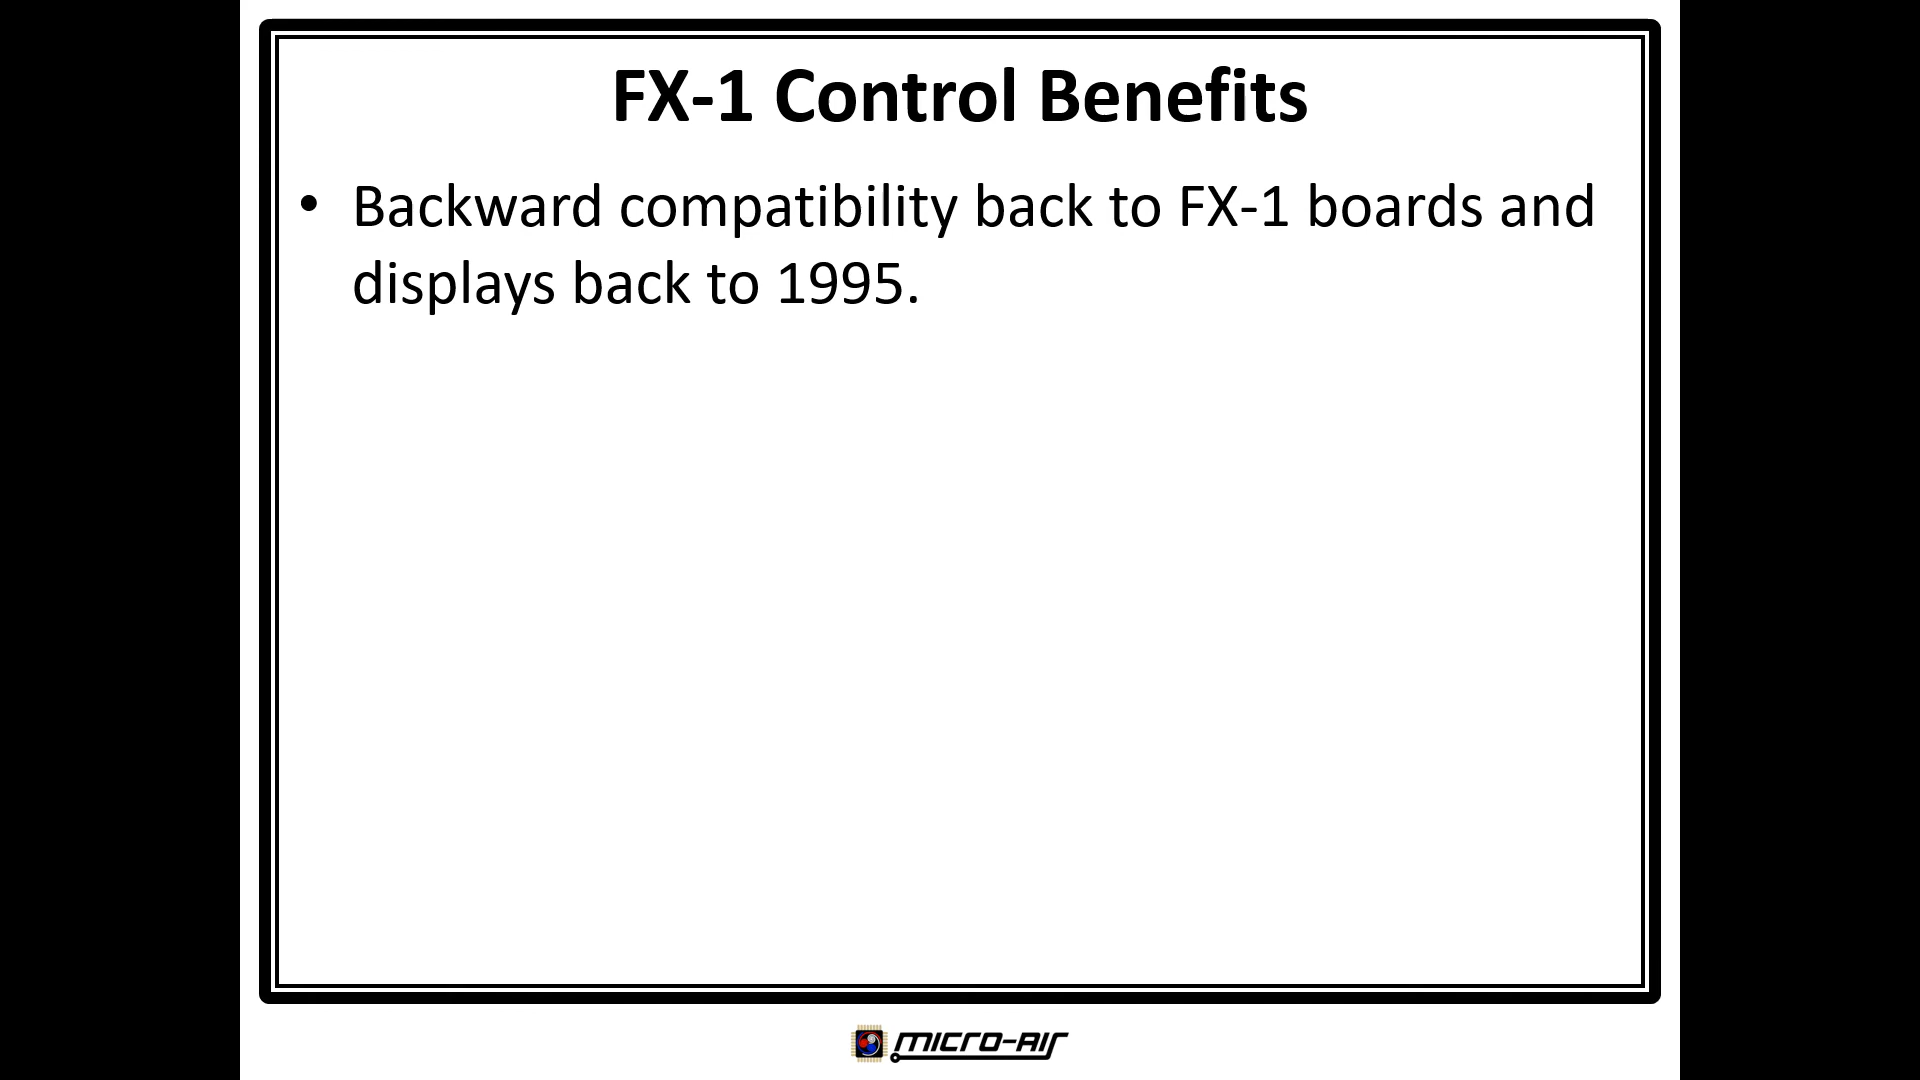 FX-1 Control Benefits
• Backward compatibility back to FX-1 boards and
displays back to 1995.
MICRO-AIR